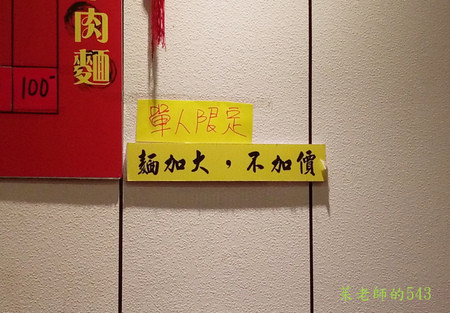 肉麵
100
單人限定
麵加大，不加價
茶老師的543